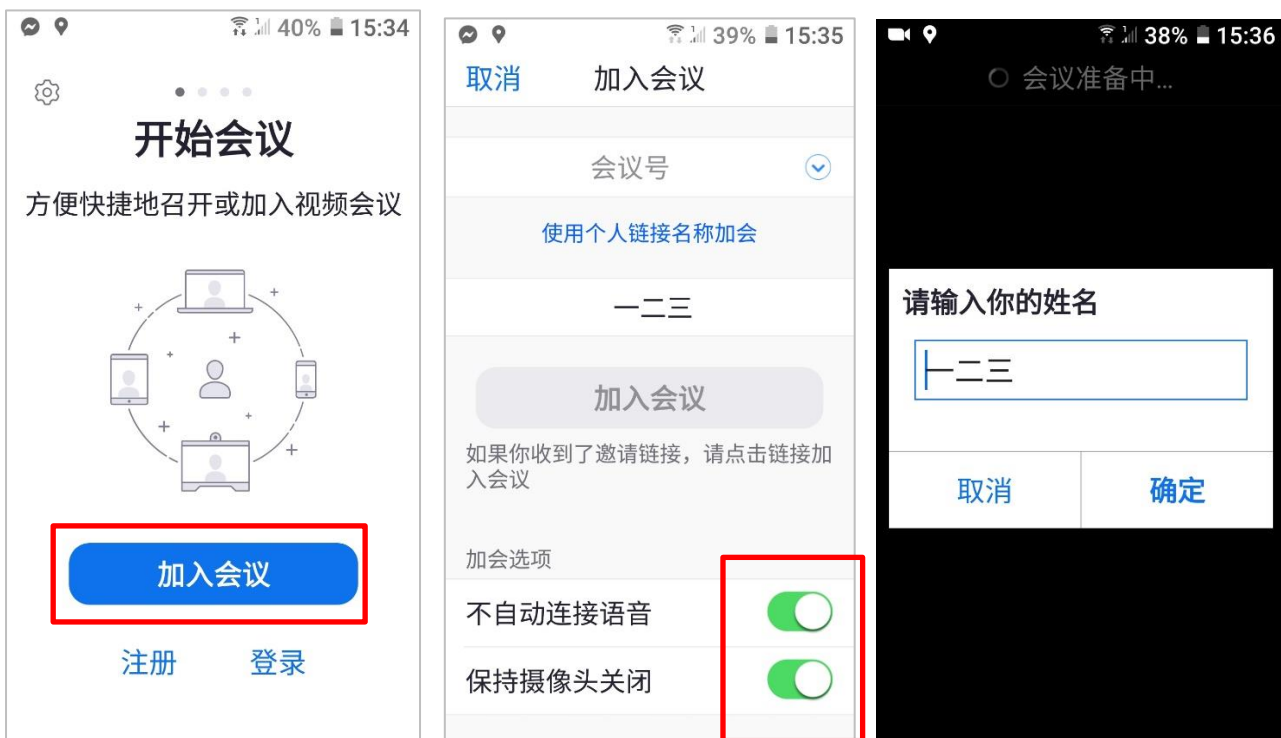 40% 15:34
开始会议
方便快捷地召开或加入视频会议
加入会议
注册 登录
39% 15:35
取消 加入会议
会议号
使用个人链接名称加会
一二三
加入会议
如果你收到了邀请链接，请点击链接加
入会议
加会选项
不自动连接语音
保持摄像头关闭
38% 15:36
会议准备中...
请输入你的姓名
一二三
取消 确定